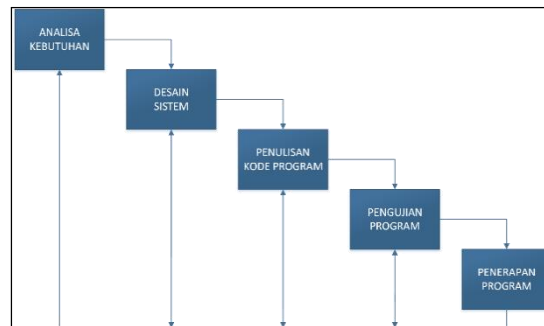 ANALISA
KEBUTUHAN
DESAIN
SISTEM
PENULISAN
KODE PROGRAM
PENGUJIAN
PROGRAM
PENERAPAN
PROGRAM